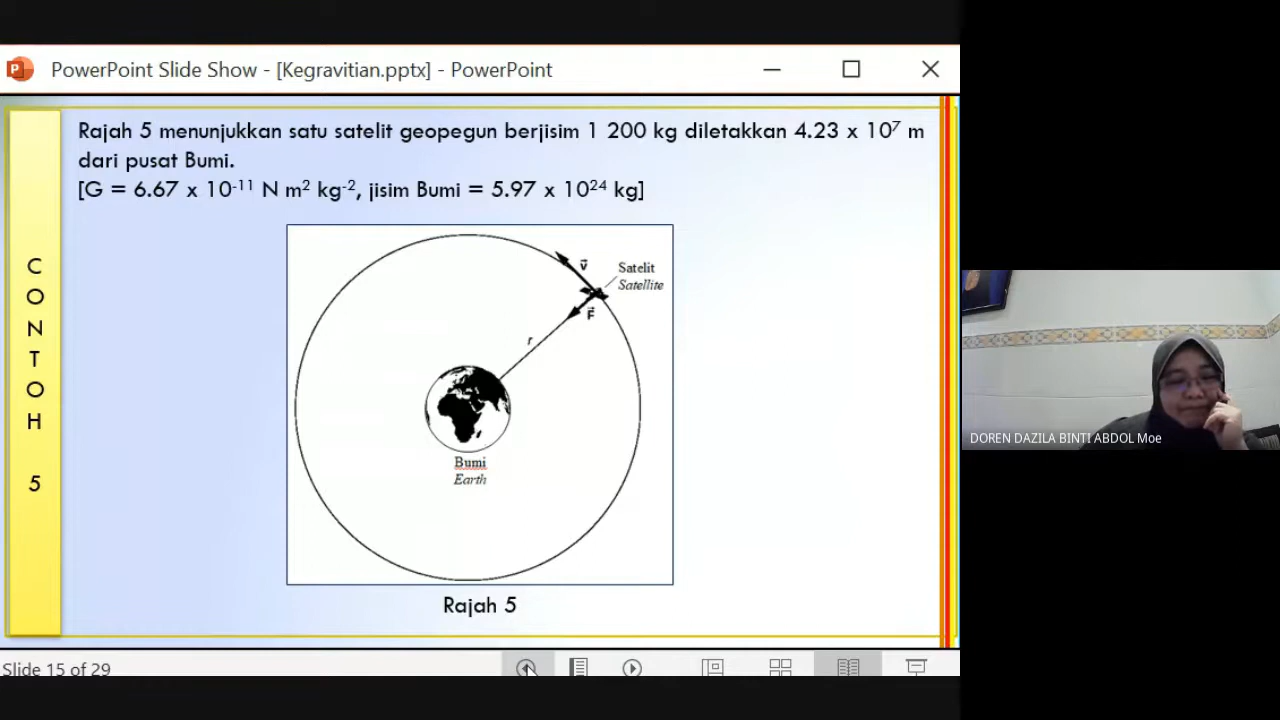 PowerPoint Slide Show - [Kegravitian.pptx] - PowerPoint
Rajah 5 menunjukkan satu satelit geopegun berjisim 1 200 kg diletakkan 4.23 x 10⁷ m
dari pusat Bumi.
[G = 6.67 x 10⁻¹¹ N m² kg⁻², jisim Bumi = 5.97 x 10²⁴ kg]
CONTOH 5
v⃗
Satelit
Satellite
F⃗
r
Bumi
Earth
Rajah 5
DOREN DAZILA BINTI ABDOL Moe
Slide 15 of 29